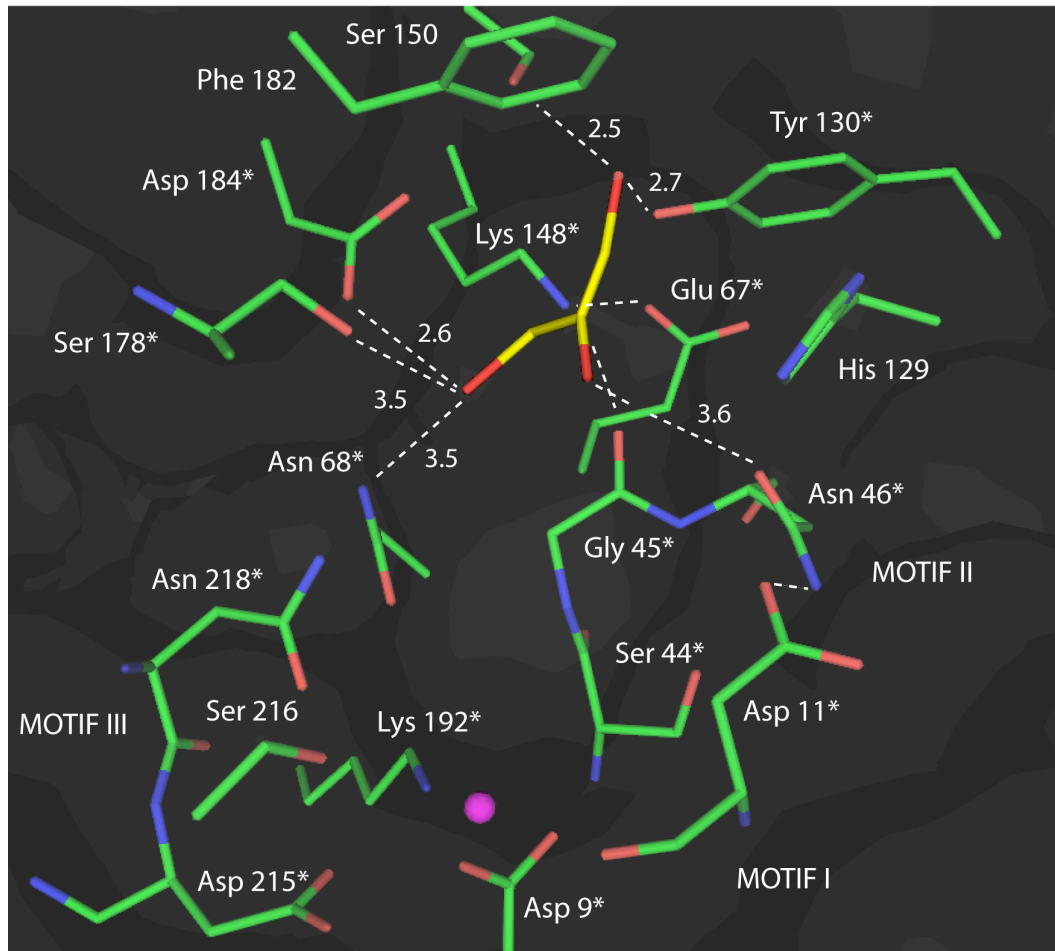 Ser 150
Phe 182
2.5
Tyr 130*
Asp 184*
2.7
Lys 148*
Glu 67*
Ser 178*
2.6
His 129
3.5
3.6
Asn 68*
3.5
Asn 46*
Gly 45*
MOTIF II
Asn 218*
Ser 44*
Ser 216
Asp 11*
MOTIF III
Lys 192*
MOTIF I
Asp 215*
Asp 9*